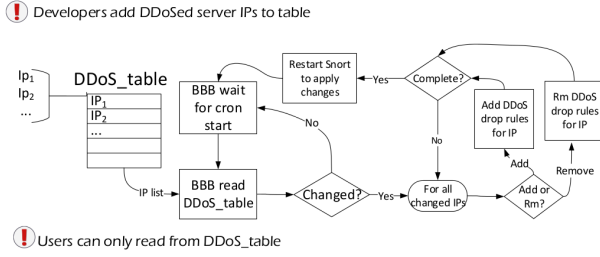 Developers add DDoSed server IPs to table
Ip1
Ip2
...
DDoS_table
IP1
IP2
...
IP list
BBB wait
for cron
start
BBB read
DDoS_table
Changed?
No
Yes
Restart Snort
to apply
changes
Yes
Complete?
No
For all
changed IPs
Add or
Rm?
Add
Add DDoS
drop rules
for IP
Remove
Rm DDoS
drop rules
for IP
Users can only read from DDoS_table